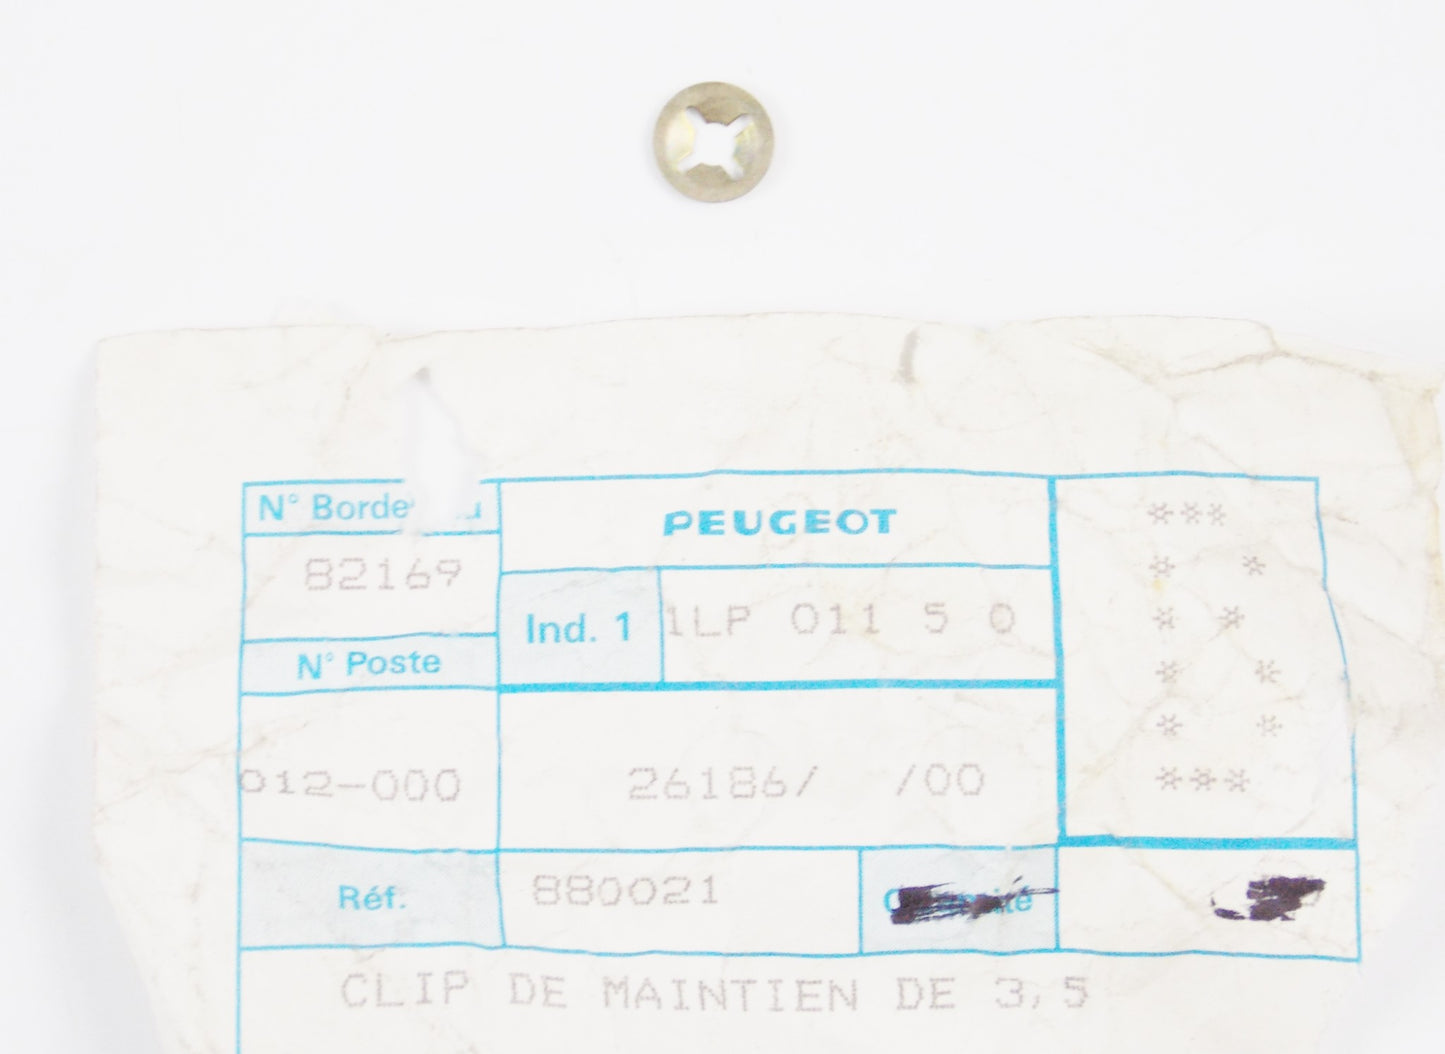 N° Borde
PEUGEOT
***
82169
* *
Ind. 1
1LP 011 5 0
* *
N° Poste
* *
* *
012-000
26186/ /00
***
Réf.
880021
CLIP DE MAINTIEN DE 3,5